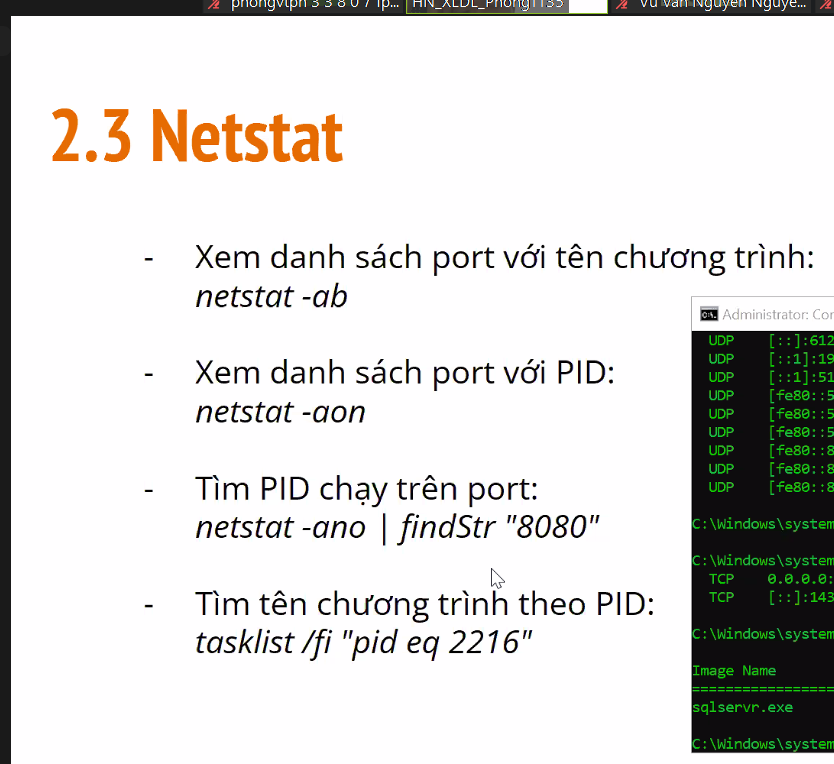 phongvtph 3 3 8 0 7 fp...
HN_XLDL_Phong1135
Vu Van Nguyen Nguye...
2.3 Netstat
- Xem danh sách port với tên chương trình:
netstat -ab
- Xem danh sách port với PID:
netstat -aon
- Tìm PID chạy trên port:
netstat -ano | findStr "8080"
- Tìm tên chương trình theo PID:
tasklist /fi "pid eq 2216"
Administrator: Com
UDP [::]:612
UDP [::1]:19
UDP [::1]:51
UDP [fe80::5
UDP [fe80::5
UDP [fe80::5
UDP [fe80::8
UDP [fe80::8
UDP [fe80::8
C:\Windows\system
C:\Windows\system
TCP 0.0.0.0:
TCP [::]:143
C:\Windows\system
Image Name
=================
sqlservr.exe
C:\Windows\system